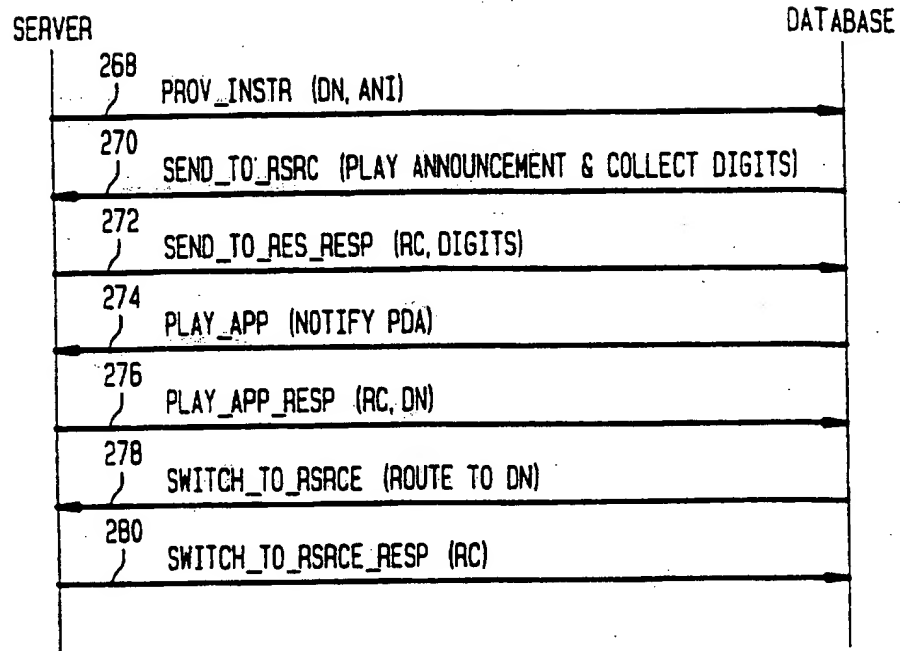 SERVER
DATABASE
268
PROV_INSTR (DN, ANI)
270
SEND_TO_RSRC (PLAY ANNOUNCEMENT & COLLECT DIGITS)
272
SEND_TO_RES_RESP (RC, DIGITS)
274
PLAY_APP (NOTIFY PDA)
276
PLAY_APP_RESP (RC, DN)
278
SWITCH_TO_RSRCE (ROUTE TO DN)
280
SWITCH_TO_RSRCE_RESP (RC)